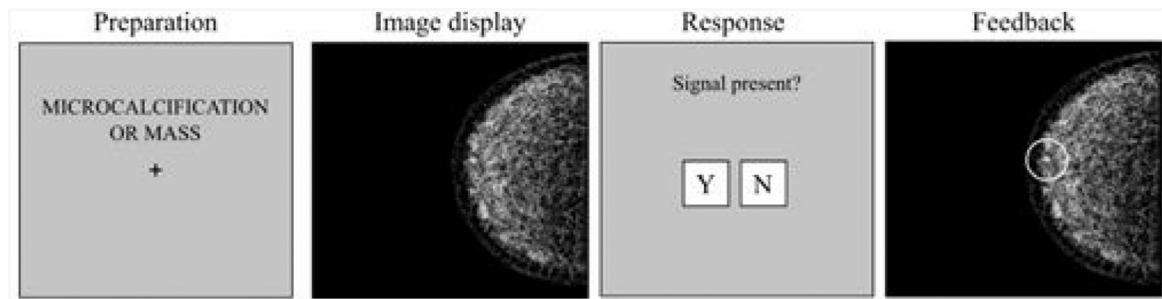 Preparation
Image display
Response
Feedback
MICROCALCIFICATION
OR MASS
+
Signal present?
Y N